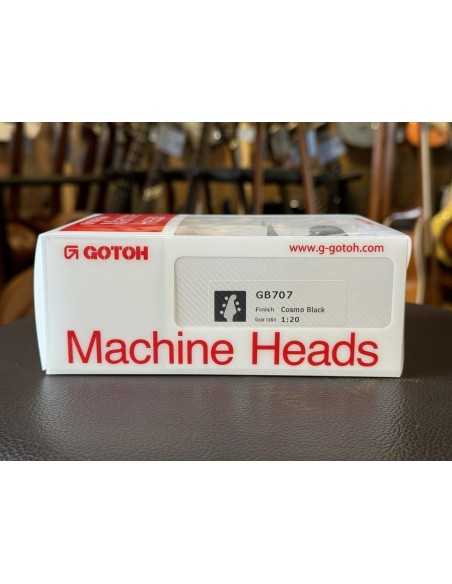 GOTOH
www.g-gotoh.com
GB707
Finish Cosmo Black
Gear ratio 1:20
Machine Heads